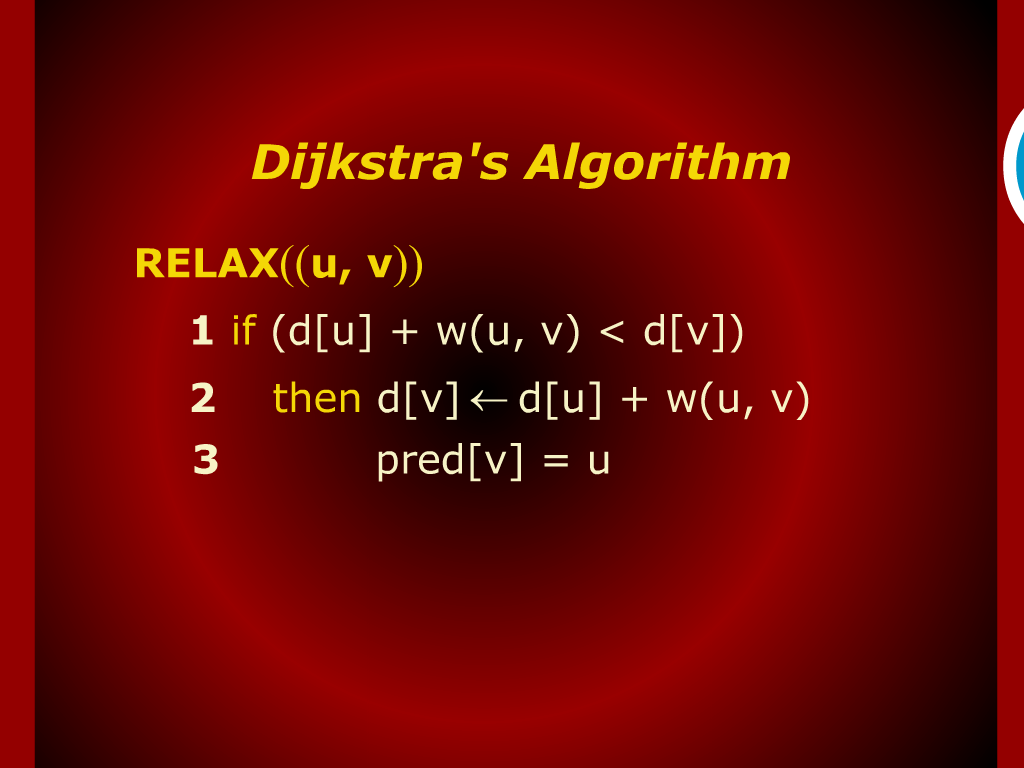 Dijkstra's Algorithm
RELAX((u, v))
1 if (d[u] + w(u, v) < d[v])
2 then d[v] ← d[u] + w(u, v)
3 pred[v] = u